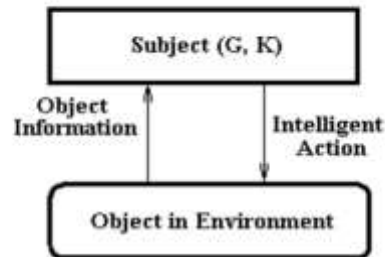 Subject (G, K)
Object
Information
Intelligent
Action
Object in Environment